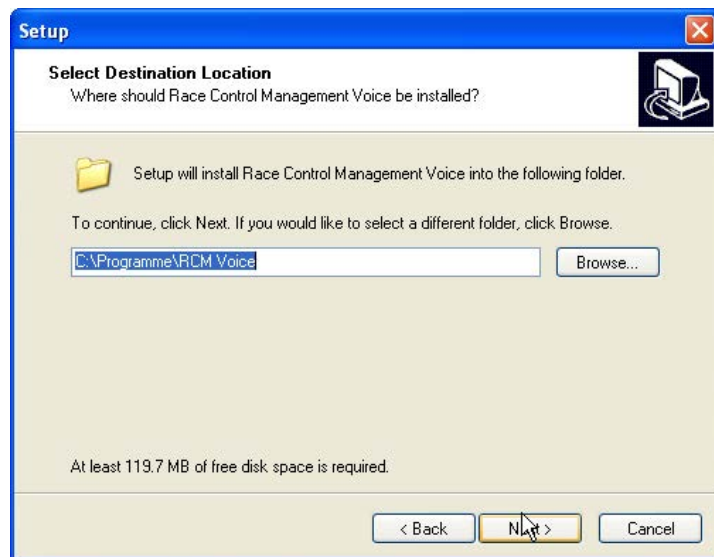 Setup
Select Destination Location
Where should Race Control Management Voice be installed?
Setup will install Race Control Management Voice into the following folder.
To continue, click Next. If you would like to select a different folder, click Browse.
C:\Programme\RCM Voice
Browse...
At least 119.7 MB of free disk space is required.
< Back
Next >
Cancel